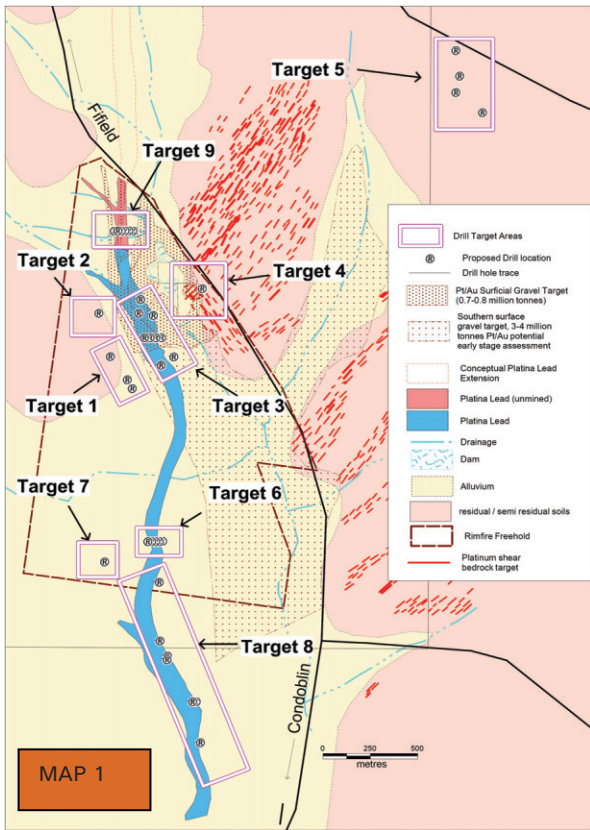 Target 5
Fifield
Target 9
Target 2
Target 4
Target 1
Target 3
Target 7
Target 6
Target 8
Condoblin
Drill Target Areas
® Proposed Drill location
Drill hole trace
Pt/Au Surficial Gravel Target
(0.7-0.8 million tonnes)
Southern surface
gravel target, 3-4 million
tonnes Pt/Au potential
early stage assessment
Conceptual Platina Lead
Extension
Platina Lead (unmined)
Platina Lead
Drainage
Dam
Alluvium
residual / semi residual soils
Rimfire Freehold
Platinum shear
bedrock target
0 250 500
metres
MAP 1